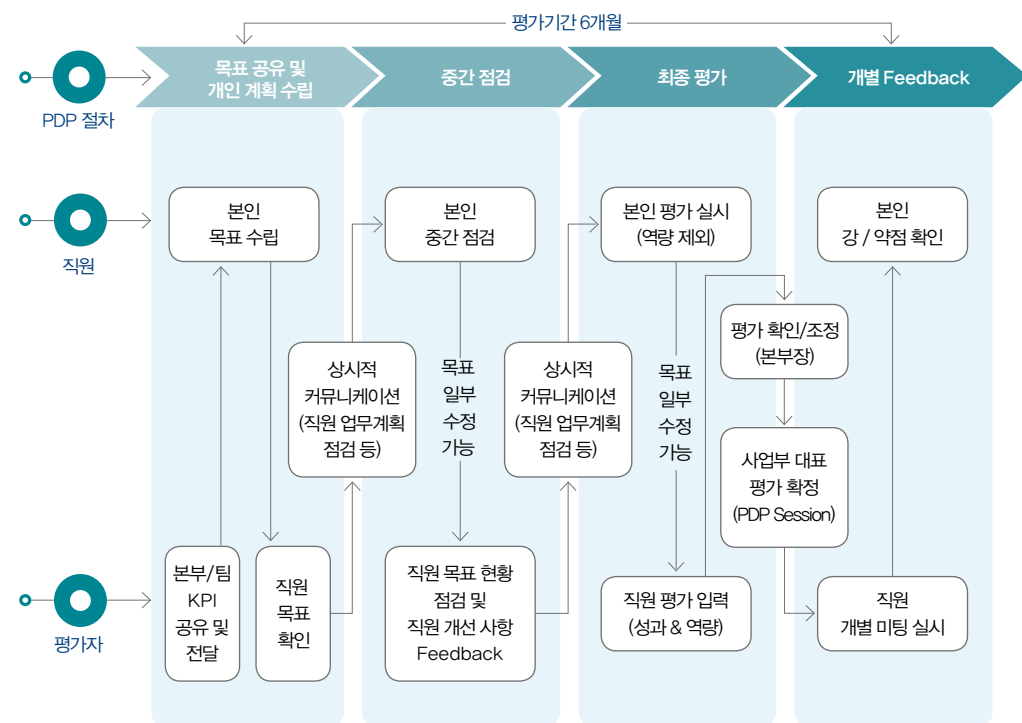 평가기간 6개월
목표 공유 및
개인 계획 수립
중간 점검
최종 평가
개별 Feedback
PDP 절차
직원
본인
목표 수립
본인
중간 점검
본인 평가 실시
(역량 제외)
본인
강 / 약점 확인
상시적
커뮤니케이션
(직원 업무계획
점검 등)
목표
일부
수정
가능
상시적
커뮤니케이션
(직원 업무계획
점검 등)
목표
일부
수정
가능
평가 확인/조정
(본부장)
사업부 대표
평가 확정
(PDP Session)
평가자
본부/팀
KPI
공유 및
전달
직원
목표
확인
직원 목표 현황
점검 및
직원 개선 사항
Feedback
직원 평가 입력
(성과 & 역량)
직원
개별 미팅 실시